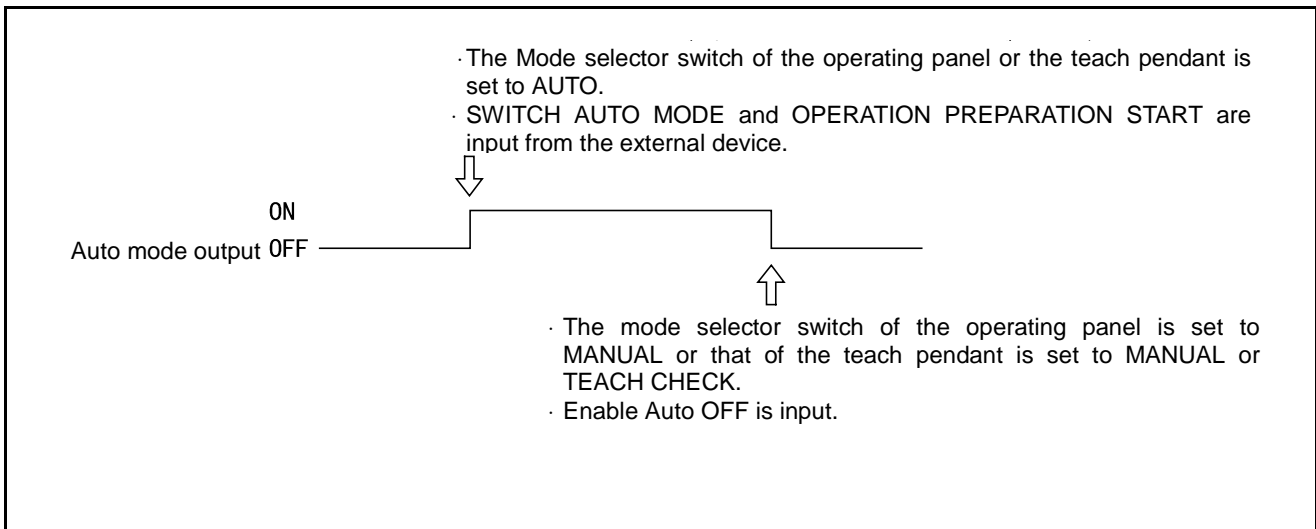 ·The Mode selector switch of the operating panel or the teach pendant is
set to AUTO.
· SWITCH AUTO MODE and OPERATION PREPARATION START are
input from the external device.
ON
Auto mode output OFF
· The mode selector switch of the operating panel is set to
MANUAL or that of the teach pendant is set to MANUAL or
TEACH CHECK.
· Enable Auto OFF is input.